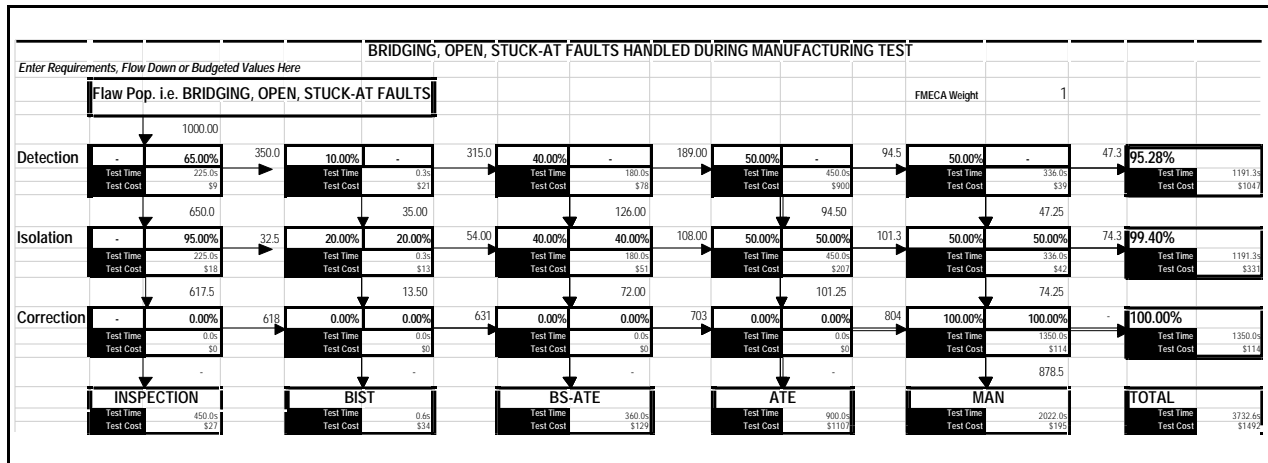 BRIDGING, OPEN, STUCK-AT FAULTS HANDLED DURING MANUFACTURING TEST
Enter Requirements, Flow Down or Budgeted Values Here
Flaw Pop. i.e. BRIDGING, OPEN, STUCK-AT FAULTS FMECA Weight 1
1000.00
Detection - 65.00% 350.0 10.00% - 315.0 40.00% - 189.00 50.00% - 94.5 50.00% - 47.3 95.28%
Test Time 225.0s Test Time 0.3s Test Time 180.0s Test Time 450.0s Test Time 336.0s Test Time 1191.3s
Test Cost $9 Test Cost $21 Test Cost $78 Test Cost $900 Test Cost $39 Test Cost $1047
650.0 35.00 126.00 94.50 47.25
Isolation - 95.00% 32.5 20.00% 20.00% 54.00 40.00% 40.00% 108.00 50.00% 50.00% 101.3 50.00% 50.00% 74.3 99.40%
Test Time 225.0s Test Time 0.3s Test Time 180.0s Test Time 450.0s Test Time 336.0s Test Time 1191.3s
Test Cost $18 Test Cost $13 Test Cost $51 Test Cost $207 Test Cost $42 Test Cost $331
617.5 13.50 72.00 101.25 74.25
Correction - 0.00% 618 0.00% 0.00% 631 0.00% 0.00% 703 0.00% 0.00% 804 100.00% 100.00% - 100.00%
Test Time 0.0s Test Time 0.0s Test Time 0.0s Test Time 0.0s Test Time 1350.0s Test Time 1350.0s
Test Cost $0 Test Cost $0 Test Cost $0 Test Cost $0 Test Cost $114 Test Cost $114
- - - - 878.5
INSPECTION BIST BS-ATE ATE MAN TOTAL
Test Time 450.0s Test Time 0.6s Test Time 360.0s Test Time 900.0s Test Time 2022.0s Test Time 3732.6s
Test Cost $27 Test Cost $34 Test Cost $129 Test Cost $1107 Test Cost $195 Test Cost $1492